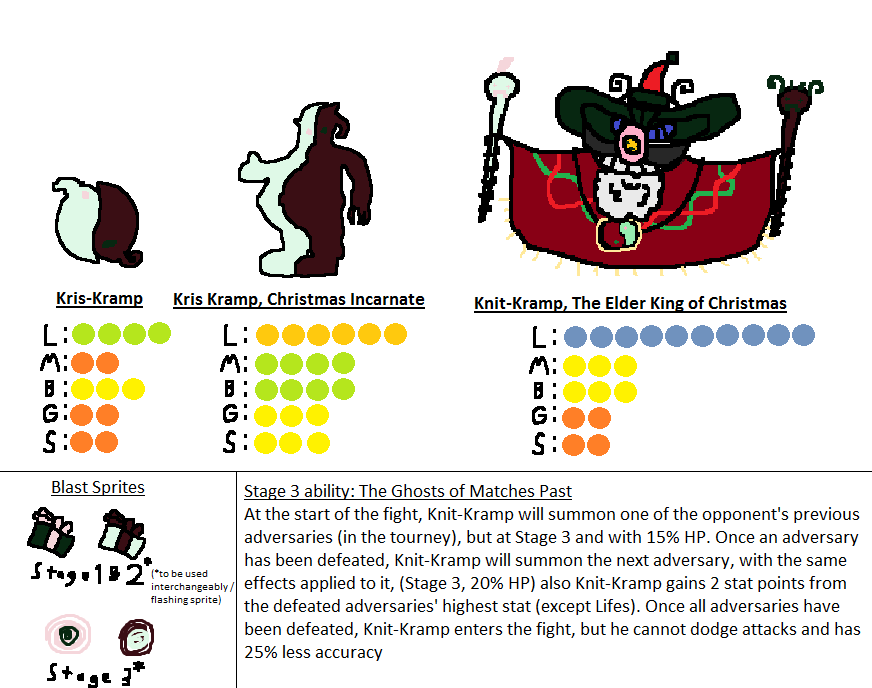 Kris-Kramp
Kris Kramp, Christmas Incarnate
Knit-Kramp, The Elder King of Christmas
L:
M:
B:
G:
S:
L:
M:
B:
G:
S:
L:
M:
B:
G:
S:
Blast Sprites
Stage 1 & 2*
(*to be used
interchangeably /
flashing sprite)
Stage 3*
Stage 3 ability: The Ghosts of Matches Past
At the start of the fight, Knit-Kramp will summon one of the opponent's previous
adversaries (in the tourney), but at Stage 3 and with 15% HP. Once an adversary
has been defeated, Knit-Kramp will summon the next adversary, with the same
effects applied to it, (Stage 3, 20% HP) also Knit-Kramp gains 2 stat points from
the defeated adversaries' highest stat (except Lifes). Once all adversaries have
been defeated, Knit-Kramp enters the fight, but he cannot dodge attacks and has
25% less accuracy